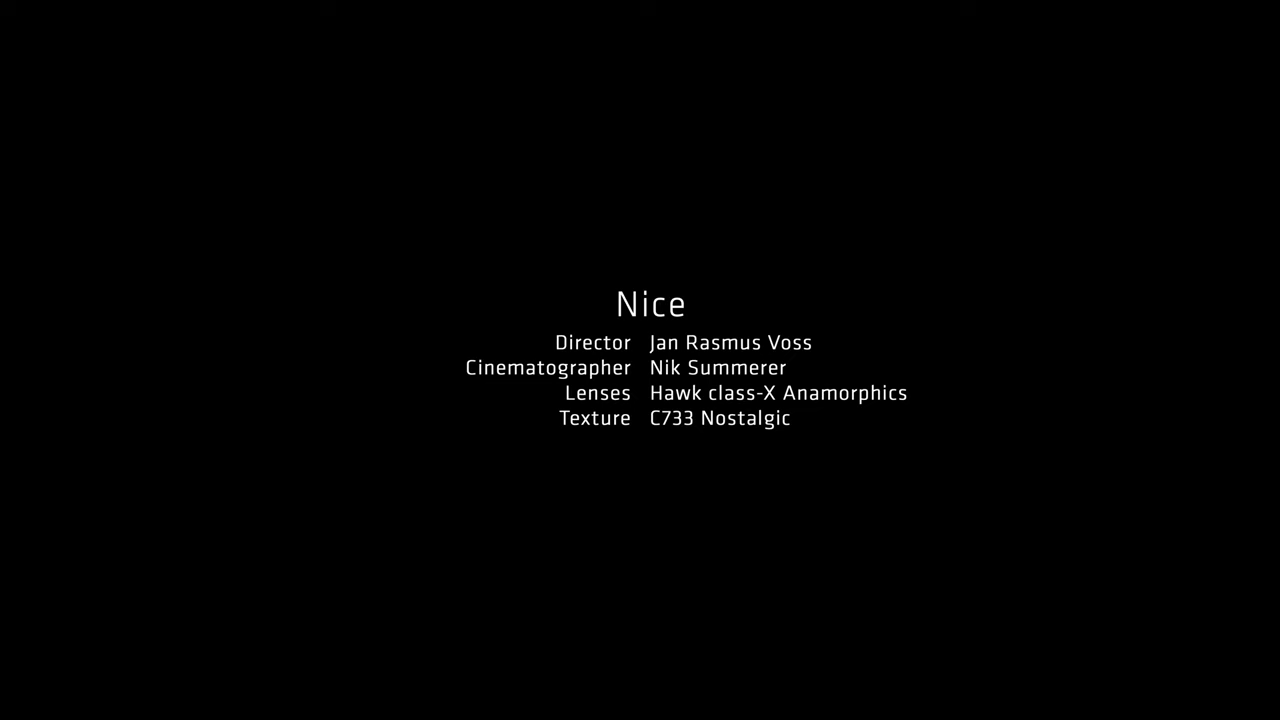 Nice
Director Jan Rasmus Voss
Cinematographer Nik Summerer
Lenses Hawk class-X Anamorphics
Texture C733 Nostalgic